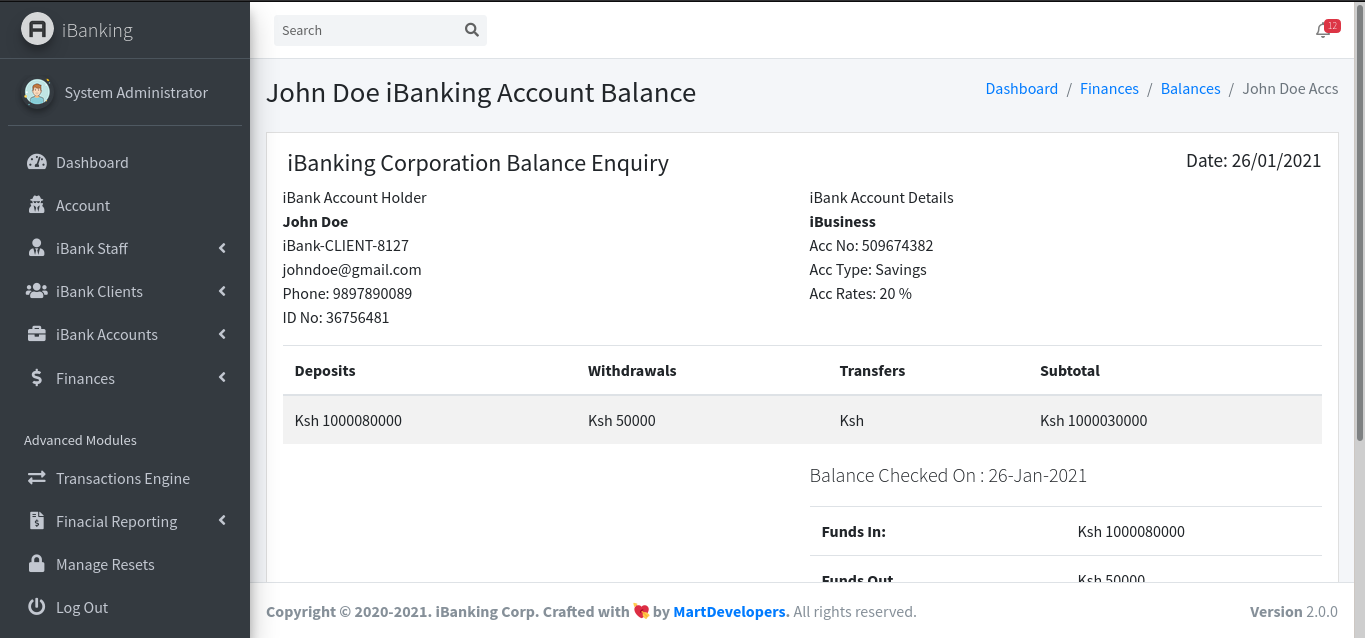 iBanking
System Administrator
Dashboard
Account
iBank Staff
iBank Clients
iBank Accounts
Finances
Advanced Modules
Transactions Engine
Finacial Reporting
Manage Resets
Log Out
Search
12
John Doe iBanking Account Balance
Dashboard / Finances / Balances / John Doe Accs
iBanking Corporation Balance Enquiry
Date: 26/01/2021
iBank Account Holder
John Doe
iBank-CLIENT-8127
johndoe@gmail.com
Phone: 9897890089
ID No: 36756481
iBank Account Details
iBusiness
Acc No: 509674382
Acc Type: Savings
Acc Rates: 20 %
Deposits Withdrawals Transfers Subtotal
Ksh 1000080000 Ksh 50000 Ksh Ksh 1000030000
Balance Checked On : 26-Jan-2021
Funds In: Ksh 1000080000
Funds Out Ksh 50000
Copyright © 2020-2021. iBanking Corp. Crafted with 💘 by MartDevelopers. All rights reserved.
Version 2.0.0